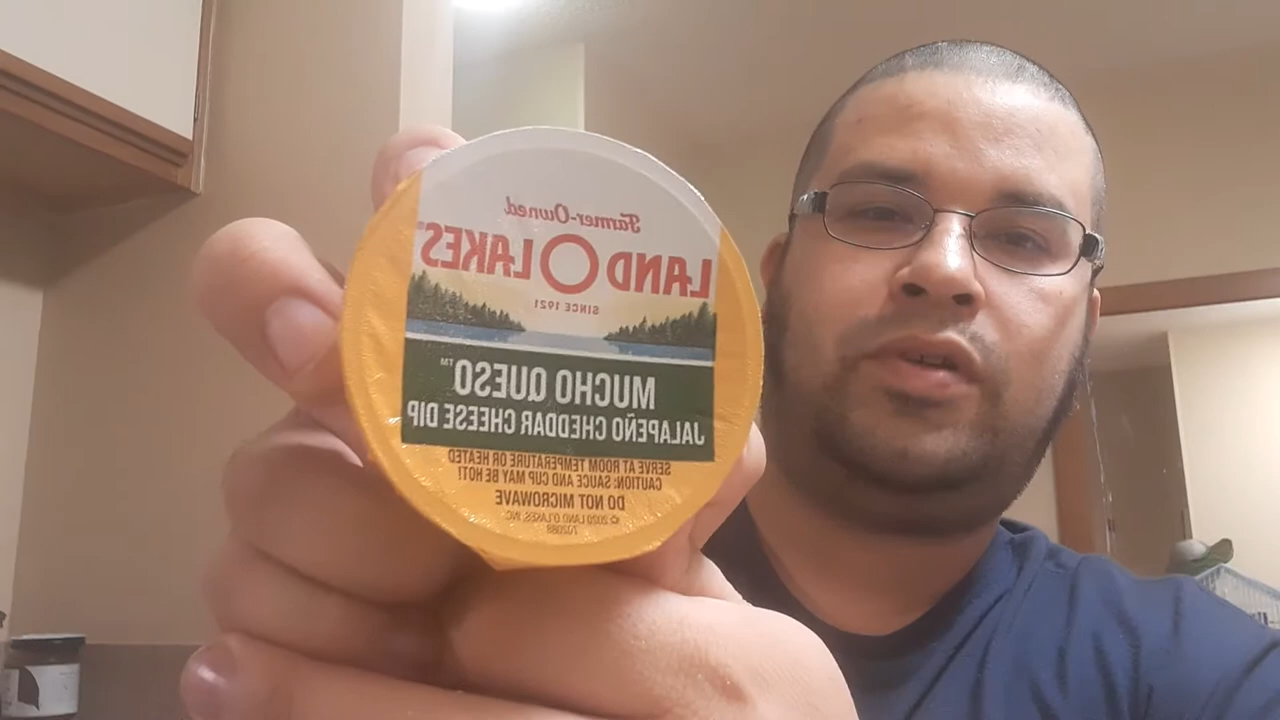 Farmer-Owned
LAND O LAKES
SINCE 1921
MUCHO QUESO™
JALAPEÑO CHEDDAR CHEESE DIP
SERVE AT ROOM TEMPERATURE OR HEATED
CAUTION: SAUCE AND CUP MAY BE HOT!
DO NOT MICROWAVE
© 2020 LAND O'LAKES, INC.
702088